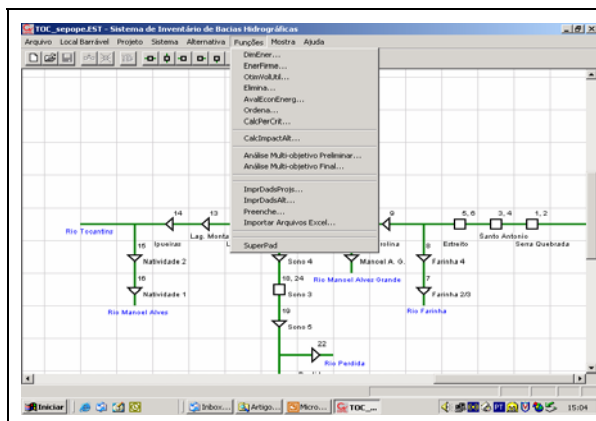 TOC_sepope.EST - Sistema de Inventário de Bacias Hidrográficas
Arquivo Local Barrável Projeto Sistema Alternativa Funções Mostra Ajuda
DimEner...
EnerFirme...
OtimVolUtil...
Elimina...
AvalEconEnerg...
Ordena...
CalcPerCrit...
CalcImpactAlt...
Análise Multi-objetivo Preliminar...
Análise Multi-objetivo Final...
ImprDadsProjs...
ImprDadsAlt...
Preenche...
Importar Arquivos Excel...
SuperPad
14 13 9 5, 6 3, 4 1, 2
Rio Tocantins
15 Ipueiras Lag. Monta Estreito Santo Antonio Serra Quebrada
8
Natividade 2 Sono 4 Manoel A. G. Farinha 4
16 18, 24 Rio Manoel Alves Grande 7
Natividade 1 Sono 3 Farinha 2/3
Rio Manoel Alves 19 Rio Farinha
Sono 5
22
Rio Perdida
Iniciar Inbox... Artigo... Micro... TOC_... 15:04